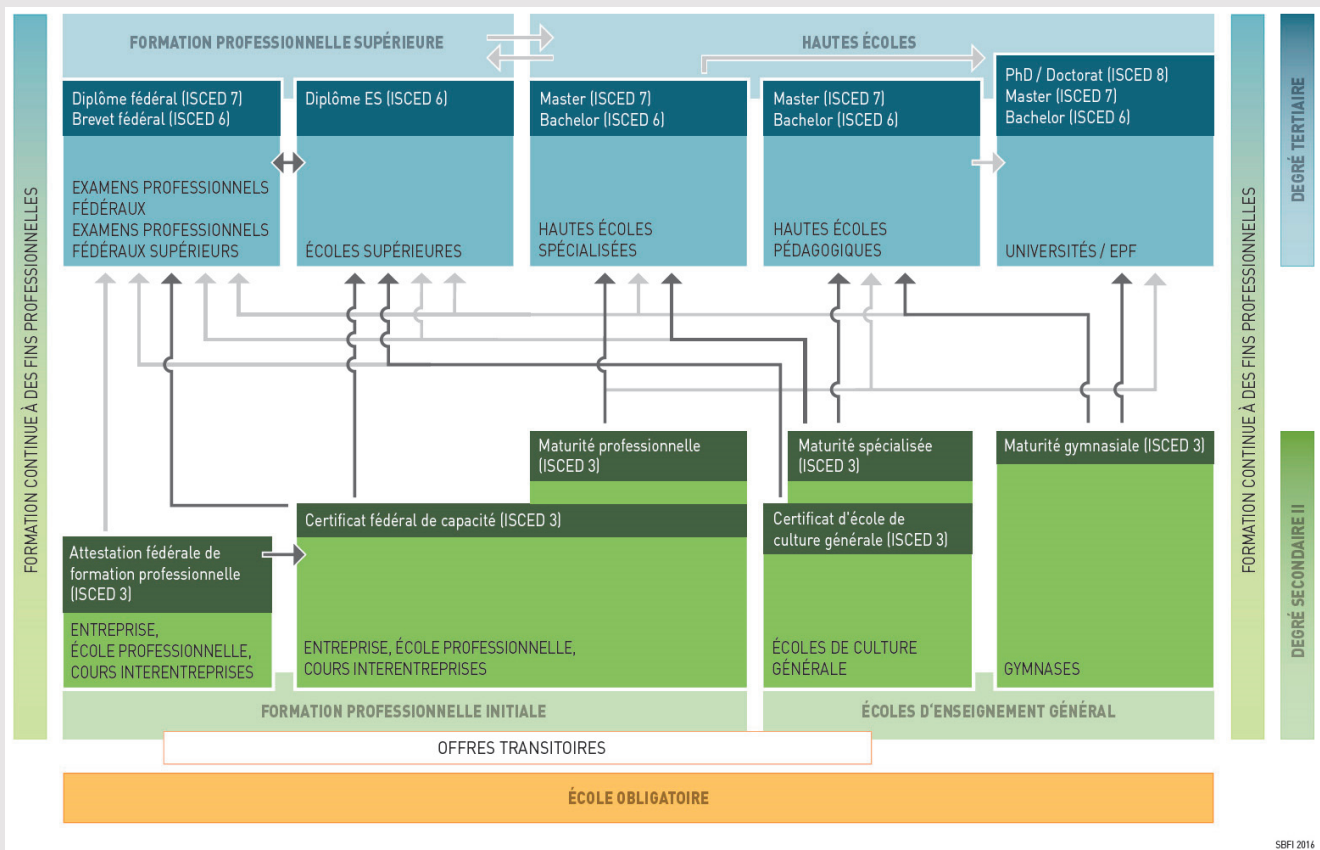 FORMATION PROFESSIONNELLE SUPÉRIEURE
HAUTES ÉCOLES
Diplôme fédéral (ISCED 7)
Brevet fédéral (ISCED 6)
EXAMENS PROFESSIONNELS
FÉDÉRAUX
EXAMENS PROFESSIONNELS
FÉDÉRAUX SUPÉRIEURS
Diplôme ES (ISCED 6)
ÉCOLES SUPÉRIEURES
Master (ISCED 7)
Bachelor (ISCED 6)
HAUTES ÉCOLES
SPÉCIALISÉES
Master (ISCED 7)
Bachelor (ISCED 6)
HAUTES ÉCOLES
PÉDAGOGIQUES
PhD / Doctorat (ISCED 8)
Master (ISCED 7)
Bachelor (ISCED 6)
UNIVERSITÉS / EPF
FORMATION CONTINUE À DES FINS PROFESSIONNELLES
FORMATION CONTINUE À DES FINS PROFESSIONNELLES
DEGRÉ TERTIAIRE
DEGRÉ SECONDAIRE II
Attestation fédérale de
formation professionnelle
(ISCED 3)
ENTREPRISE,
ÉCOLE PROFESSIONNELLE,
COURS INTERENTREPRISES
Maturité professionnelle
(ISCED 3)
Certificat fédéral de capacité (ISCED 3)
ENTREPRISE, ÉCOLE PROFESSIONNELLE,
COURS INTERENTREPRISES
Maturité spécialisée
(ISCED 3)
Certificat d'école de
culture générale (ISCED 3)
ÉCOLES DE CULTURE
GÉNÉRALE
Maturité gymnasiale (ISCED 3)
GYMNASES
FORMATION PROFESSIONNELLE INITIALE
ÉCOLES D'ENSEIGNEMENT GÉNÉRAL
OFFRES TRANSITOIRES
ÉCOLE OBLIGATOIRE
SBFI 2016